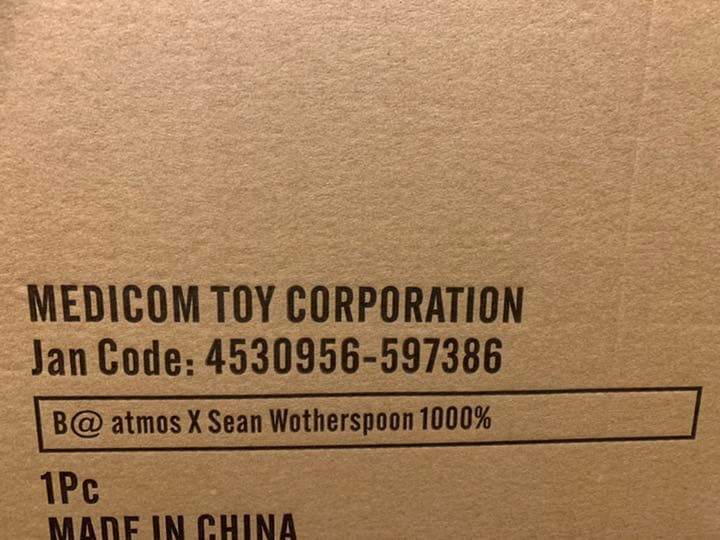 MEDICOM TOY CORPORATION
Jan Code: 4530956-597386
B@ atmos X Sean Wotherspoon 1000%
1Pc
MADE IN CHINA